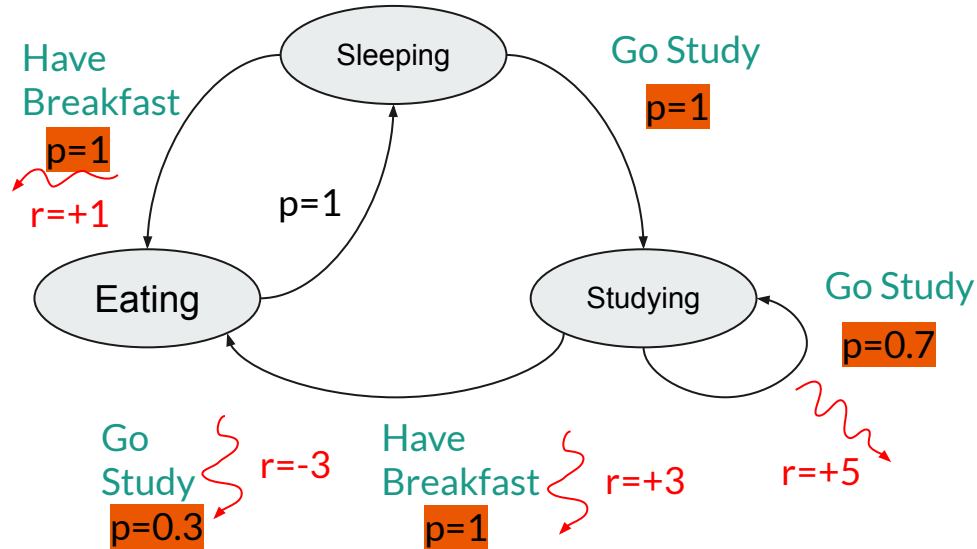 Sleeping
Have
Breakfast
p=1
r=+1
Go Study
p=1
p=1
Eating
Studying
Go Study
p=0.7
r=+5
Go
Study
p=0.3
r=-3
Have
Breakfast
p=1
r=+3